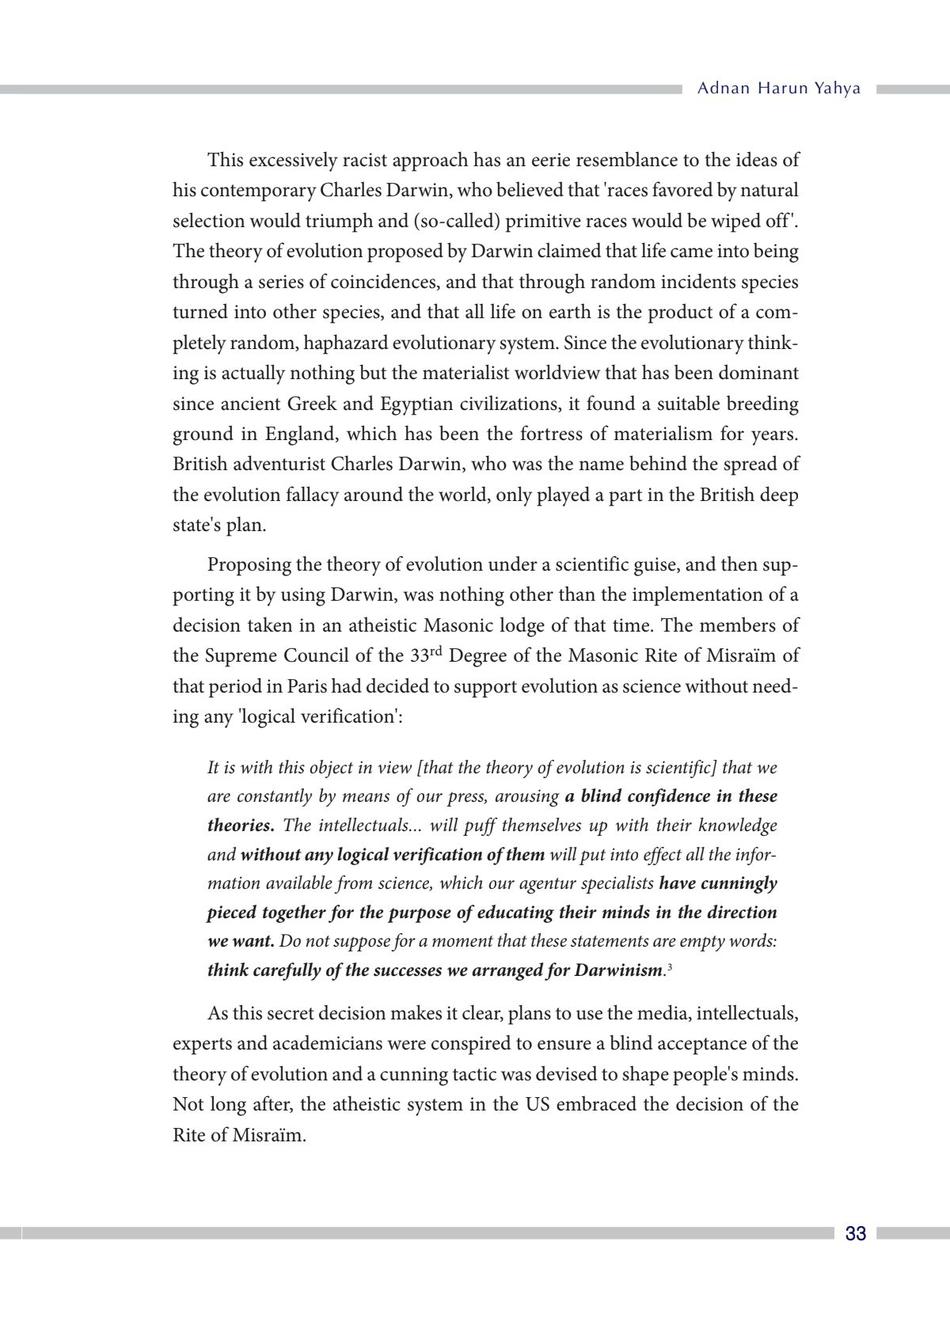 Adnan Harun Yahya
This excessively racist approach has an eerie resemblance to the ideas of
his contemporary Charles Darwin, who believed that 'races favored by natural
selection would triumph and (so-called) primitive races would be wiped off'.
The theory of evolution proposed by Darwin claimed that life came into being
through a series of coincidences, and that through random incidents species
turned into other species, and that all life on earth is the product of a com-
pletely random, haphazard evolutionary system. Since the evolutionary think-
ing is actually nothing but the materialist worldview that has been dominant
since ancient Greek and Egyptian civilizations, it found a suitable breeding
ground in England, which has been the fortress of materialism for years.
British adventurist Charles Darwin, who was the name behind the spread of
the evolution fallacy around the world, only played a part in the British deep
state's plan.
Proposing the theory of evolution under a scientific guise, and then sup-
porting it by using Darwin, was nothing other than the implementation of a
decision taken in an atheistic Masonic lodge of that time. The members of
the Supreme Council of the 33rd Degree of the Masonic Rite of Misraïm of
that period in Paris had decided to support evolution as science without need-
ing any 'logical verification':
It is with this object in view [that the theory of evolution is scientific] that we
are constantly by means of our press, arousing a blind confidence in these
theories. The intellectuals... will puff themselves up with their knowledge
and without any logical verification of them will put into effect all the infor-
mation available from science, which our agentur specialists have cunningly
pieced together for the purpose of educating their minds in the direction
we want. Do not suppose for a moment that these statements are empty words:
think carefully of the successes we arranged for Darwinism.3
As this secret decision makes it clear, plans to use the media, intellectuals,
experts and academicians were conspired to ensure a blind acceptance of the
theory of evolution and a cunning tactic was devised to shape people's minds.
Not long after, the atheistic system in the US embraced the decision of the
Rite of Misraïm.
33